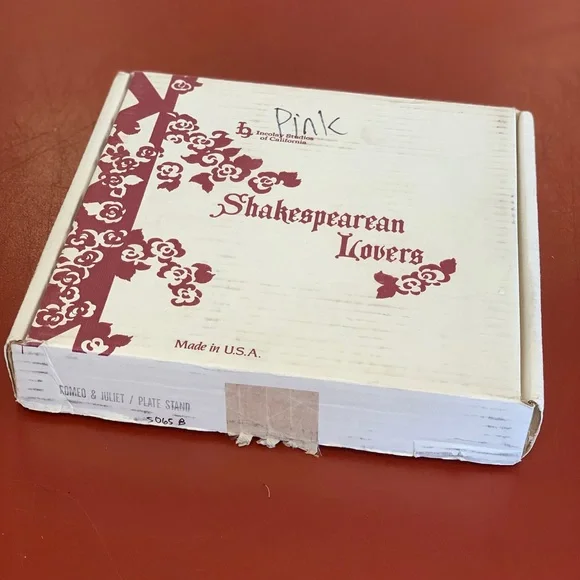 Pink
Incolay Studios
of California
Shakespearean
Lovers
Made in U.S.A.
ROMEO & JULIET / PLATE STAND
5065 B